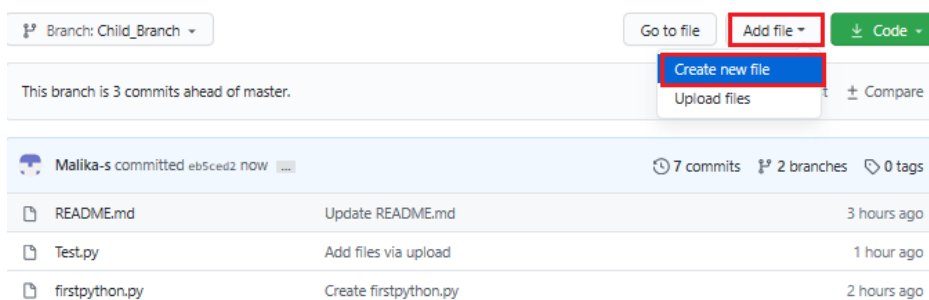 Branch: Child_Branch Go to file Add file Code
Create new file
This branch is 3 commits ahead of master. Compare
Upload files
Malika-s committed eb5ced2 now ... 7 commits 2 branches 0 tags
README.md Update README.md 3 hours ago
Test.py Add files via upload 1 hour ago
firstpython.py Create firstpython.py 2 hours ago